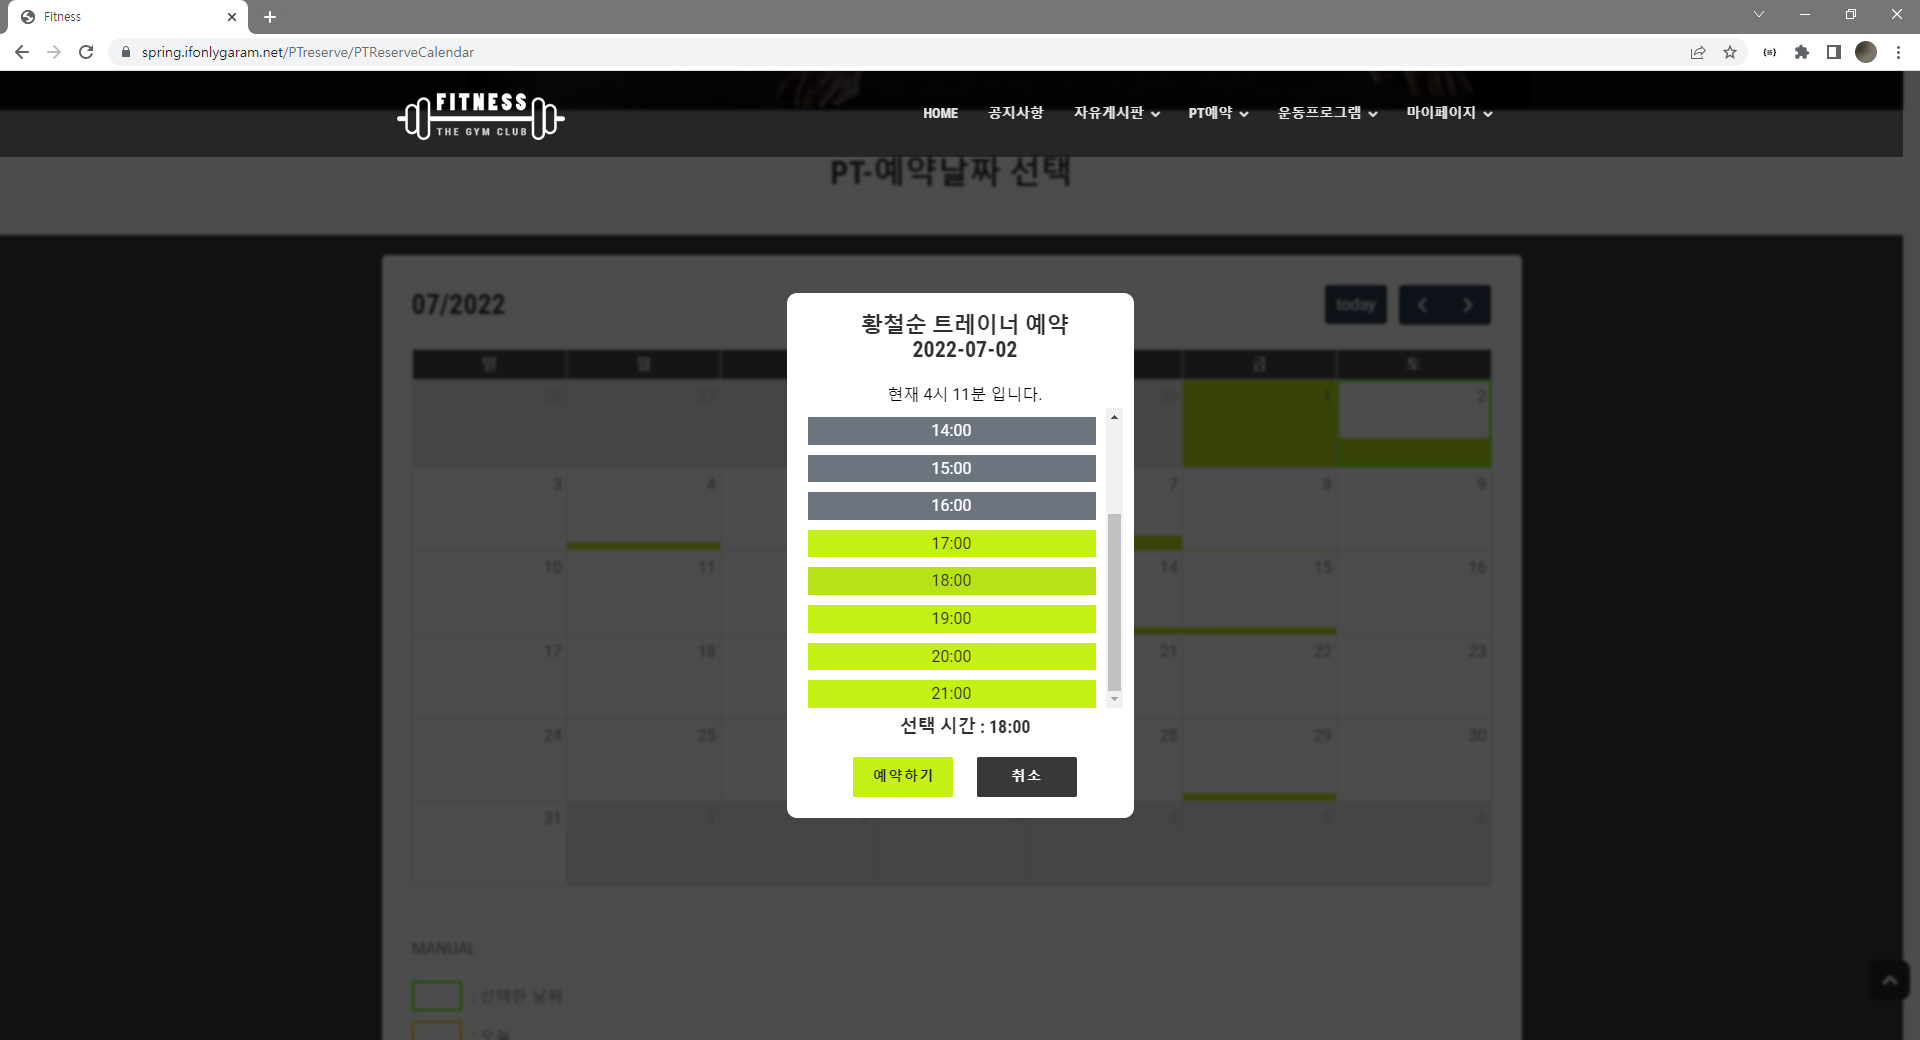 Fitness
spring.ifonlygaram.net/PTreserve/PTReserveCalendar
FITNESS
THE GYM CLUB
HOME 공지사항 자유게시판 PT예약 운동프로그램 마이페이지
PT-예약날짜 선택
07/2022
today
황철순 트레이너 예약
2022-07-02
현재 4시 11분 입니다.
14:00
15:00
16:00
17:00
18:00
19:00
20:00
21:00
선택 시간 : 18:00
예약하기 취소
일 월 금 토
26 27 30 1 2
3 4 7 8 9
10 11 14 15 16
17 18 21 22 23
24 25 28 29 30
31 1 4 5 6
MANUAL
: 선택한 날짜
: 오늘